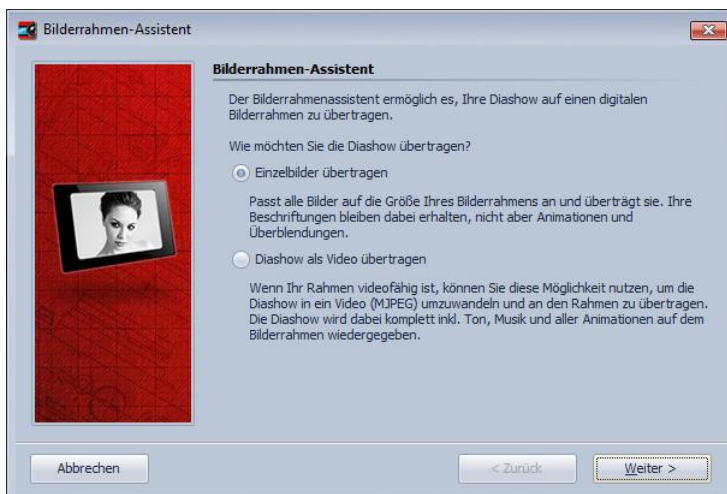 Bilderrahmen-Assistent
Bilderrahmen-Assistent
Der Bilderrahmenassistent ermöglich es, Ihre Diashow auf einen digitalen
Bilderrahmen zu übertragen.
Wie möchten Sie die Diashow übertragen?
Einzelbilder übertragen
Passt alle Bilder auf die Größe Ihres Bilderrahmens an und überträgt sie. Ihre
Beschriftungen bleiben dabei erhalten, nicht aber Animationen und
Überblendungen.
Diashow als Video übertragen
Wenn Ihr Rahmen videofähig ist, können Sie diese Möglichkeit nutzen, um die
Diashow in ein Video (MJPEG) umzuwandeln und an den Rahmen zu übertragen.
Die Diashow wird dabei komplett inkl. Ton, Musik und aller Animationen auf dem
Bilderrahmen wiedergegeben.
Abbrechen
< Zurück
Weiter >